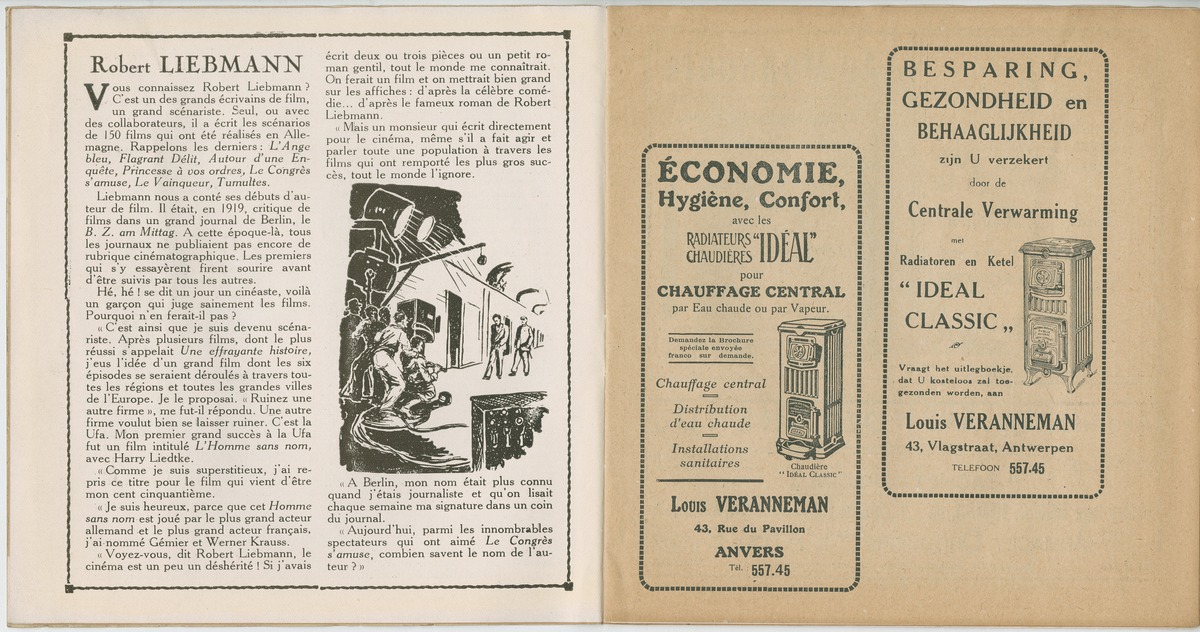 Robert LIEBMANN
Vous connaissez Robert Liebmann ?
C'est un des grands écrivains de film,
un grand scénariste. Seul, ou avec
des collaborateurs, il a écrit les scénarios
de 150 films qui ont été réalisés en Alle-
magne. Rappelons les derniers : L'Ange
bleu, Flagrant Délit, Autour d'une En-
quête, Princesse à vos ordres, Le Congrès
s'amuse, Le Vainqueur, Tumultes.
Liebmann nous a conté ses débuts d'au-
teur de film. Il était, en 1919, critique de
films dans un grand journal de Berlin, le
B. Z. am Mittag. A cette époque-là, tous
les journaux ne publiaient pas encore de
rubrique cinématographique. Les premiers
qui s'y essayèrent firent sourire avant
d'être suivis par tous les autres.
Hé, hé ! se dit un jour un cinéaste, voilà
un garçon qui juge sainement les films.
Pourquoi n'en ferait-il pas ?
« C'est ainsi que je suis devenu scéna-
riste. Après plusieurs films, dont le plus
réussi s'appelait Une effrayante histoire,
j'eus l'idée d'un grand film dont les six
épisodes se seraient déroulés à travers tou-
tes les régions et toutes les grandes villes
de l'Europe. Je le proposai. « Ruinez une
autre firme », me fut-il répondu. Une autre
firme voulut bien se laisser ruiner. C'est la
Ufa. Mon premier grand succès à la Ufa
fut un film intitulé L'Homme sans nom,
avec Harry Liedtke.
« Comme je suis superstitieux, j'ai re-
pris ce titre pour le film qui vient d'être
mon cent cinquantième.
« Je suis heureux, parce que cet Homme
sans nom est joué par le plus grand acteur
allemand et le plus grand acteur français,
j'ai nommé Gémier et Werner Krauss.
« Voyez-vous, dit Robert Liebmann, le
cinéma est un peu un déshérité ! Si j'avais
écrit deux ou trois pièces ou un petit ro-
man gentil, tout le monde me connaîtrait.
On ferait un film et on mettrait bien grand
sur les affiches : d'après la célèbre comé-
die... d'après le fameux roman de Robert
Liebmann.
« Mais un monsieur qui écrit directement
pour le cinéma, même s'il a fait agir et
parler toute une population à travers les
films qui ont remporté les plus gros suc-
cès, tout le monde l'ignore.
« A Berlin, mon nom était plus connu
quand j'étais journaliste et qu'on lisait
chaque semaine ma signature dans un coin
du journal.
« Aujourd'hui, parmi les innombrables
spectateurs qui ont aimé Le Congrès
s'amuse, combien savent le nom de l'au-
teur ? »
ÉCONOMIE,
Hygiène, Confort,
avec les
RADIATEURS "IDÉAL"
CHAUDIÈRES
pour
CHAUFFAGE CENTRAL
par Eau chaude ou par Vapeur.
Demandez la Brochure
spéciale envoyée
franco sur demande.
Chauffage central
Distribution
d'eau chaude
Installations
sanitaires
Chaudière
"IDÉAL CLASSIC"
Louis VERANNEMAN
43, Rue du Pavillon
ANVERS
Tél. 557.45
BESPARING,
GEZONDHEID en
BEHAAGLIJKHEID
zijn U verzekert
door de
Centrale Verwarming
met
Radiatoren en Ketel
" IDEAL
CLASSIC „
Vraagt het uitlegboekje,
dat U kosteloos zal toe-
gezonden worden, aan
Louis VERANNEMAN
43, Vlagstraat, Antwerpen
TELEFOON 557.45